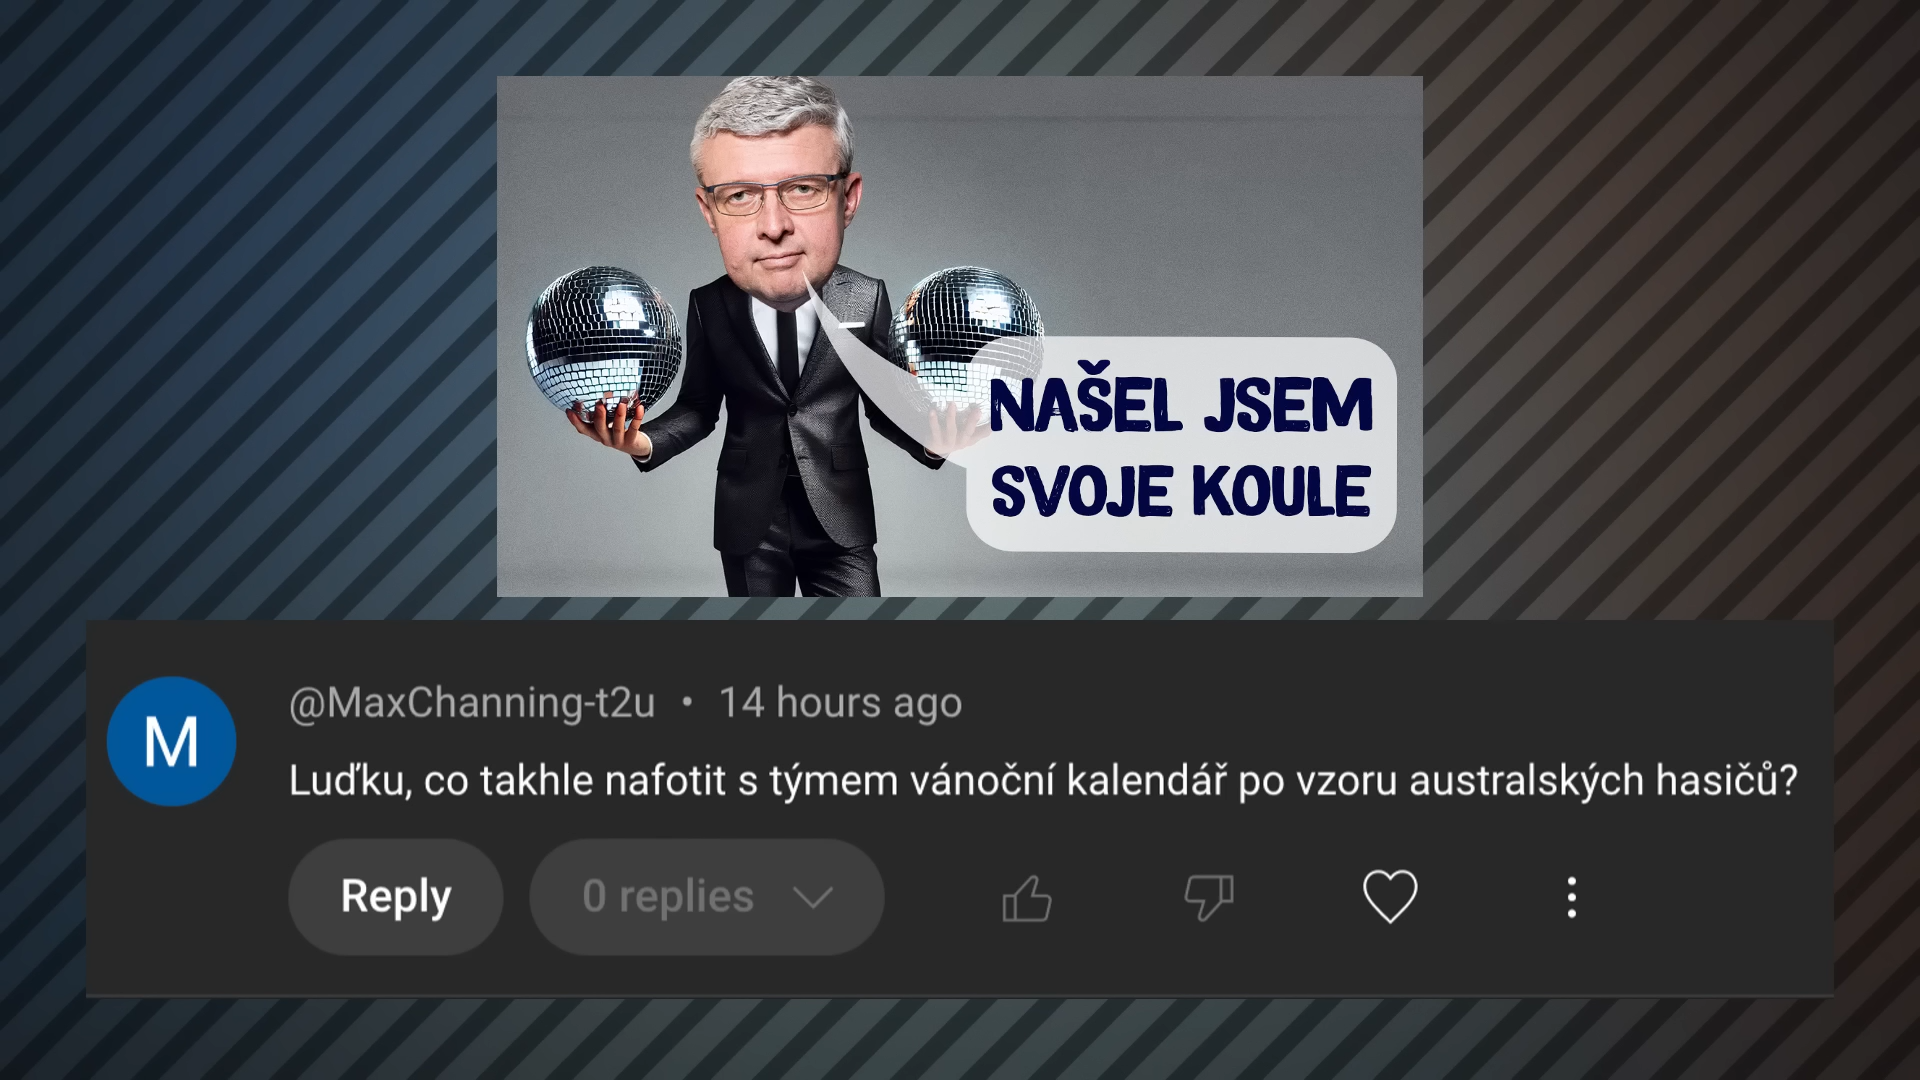 NAŠEL JSEM
SVOJE KOULE
M
@MaxChanning-t2u • 14 hours ago
Luďku, co takhle nafotit s týmem vánoční kalendář po vzoru australských hasičů?
Reply
0 replies